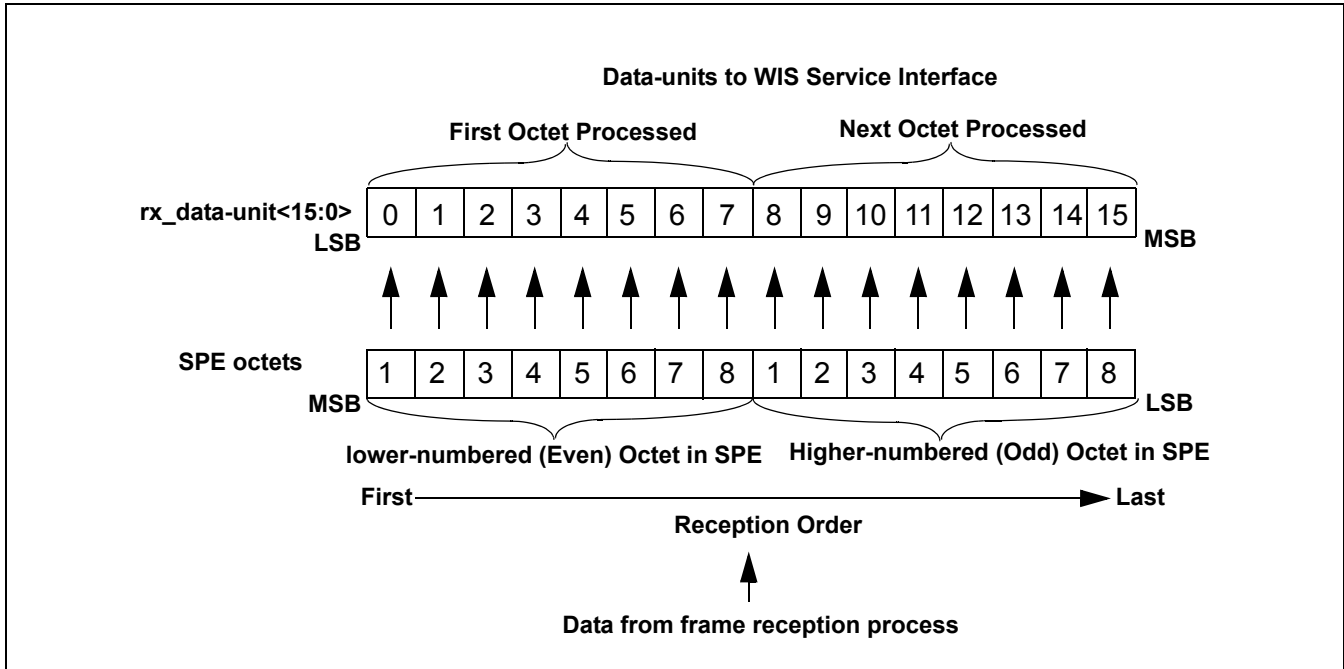 Data-units to WIS Service Interface
First Octet Processed Next Octet Processed
rx_data-unit<15:0> 0 1 2 3 4 5 6 7 8 9 10 11 12 13 14 15
LSB MSB
SPE octets 1 2 3 4 5 6 7 8 1 2 3 4 5 6 7 8
MSB LSB
lower-numbered (Even) Octet in SPE Higher-numbered (Odd) Octet in SPE
First Last
Reception Order
Data from frame reception process